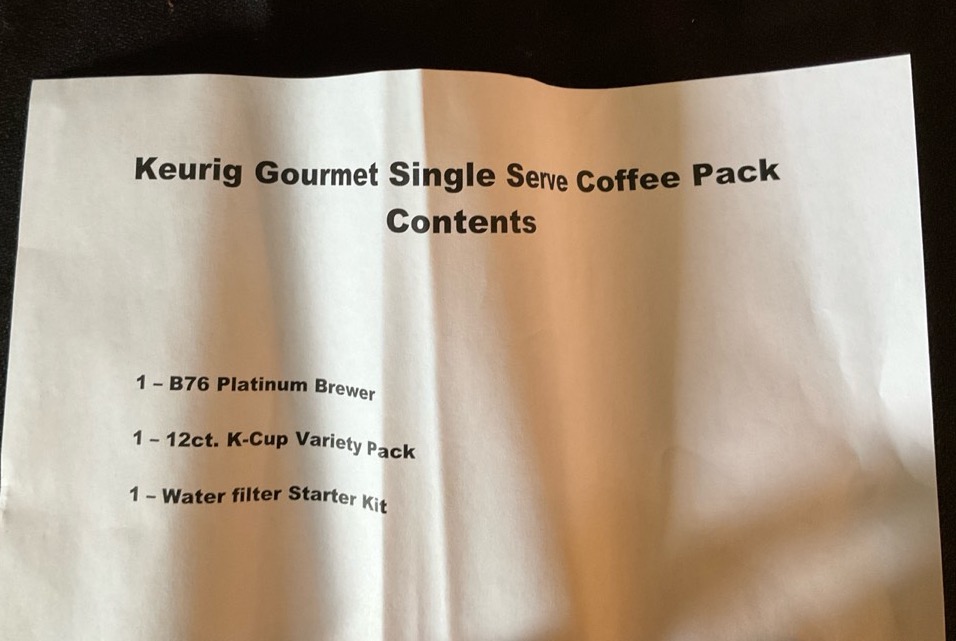 Keurig Gourmet Single Serve Coffee Pack
Contents
1 – B76 Platinum Brewer
1 – 12ct. K-Cup Variety Pack
1 – Water filter Starter Kit